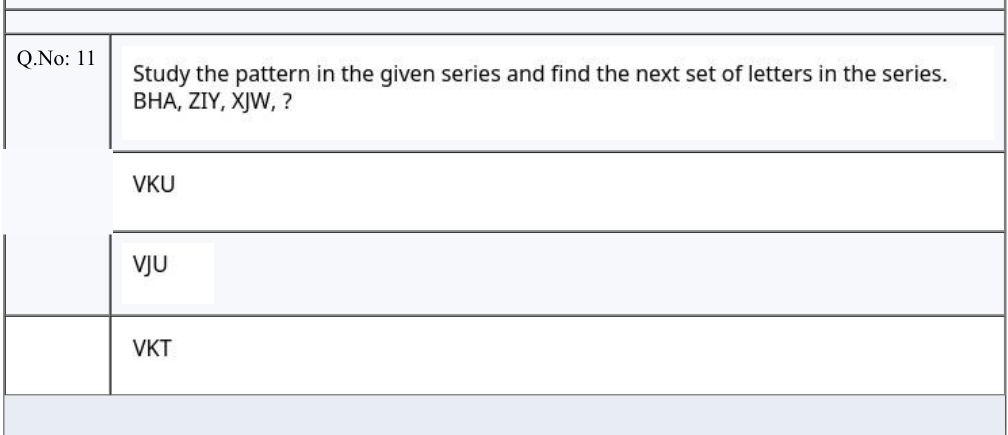 Q.No: 11
Study the pattern in the given series and find the next set of letters in the series.
BHA, ZIY, XJW, ?
VKU
VJU
VKT